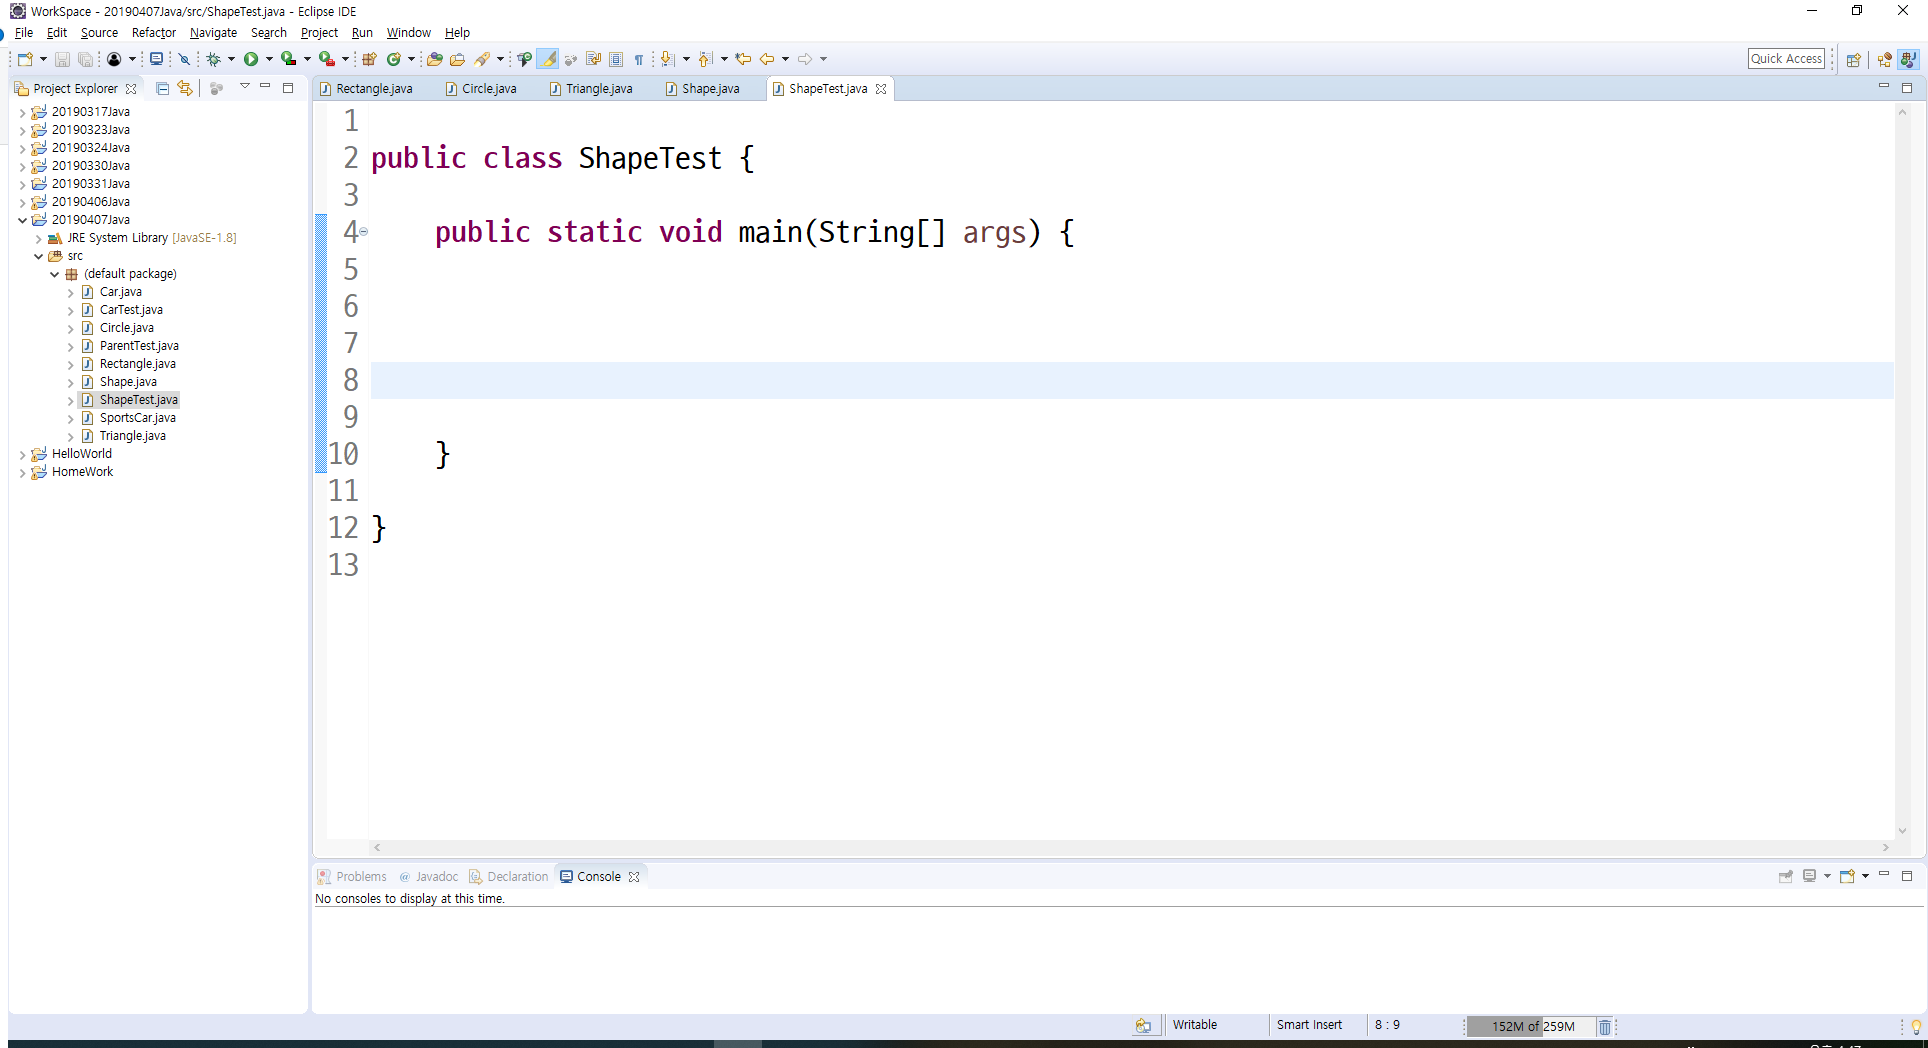 WorkSpace - 20190407Java/src/ShapeTest.java - Eclipse IDE
File Edit Source Refactor Navigate Search Project Run Window Help
Quick Access
Project Explorer
20190317Java
20190323Java
20190324Java
20190330Java
20190331Java
20190406Java
20190407Java
JRE System Library [JavaSE-1.8]
src
(default package)
Car.java
CarTest.java
Circle.java
ParentTest.java
Rectangle.java
Shape.java
ShapeTest.java
SportsCar.java
Triangle.java
HelloWorld
HomeWork
Rectangle.java Circle.java Triangle.java Shape.java ShapeTest.java
1
2 public class ShapeTest {
3
4 public static void main(String[] args) {
5
6
7
8
9
10 }
11
12 }
13
Problems @ Javadoc Declaration Console
No consoles to display at this time.
Writable Smart Insert 8 : 9 152M of 259M